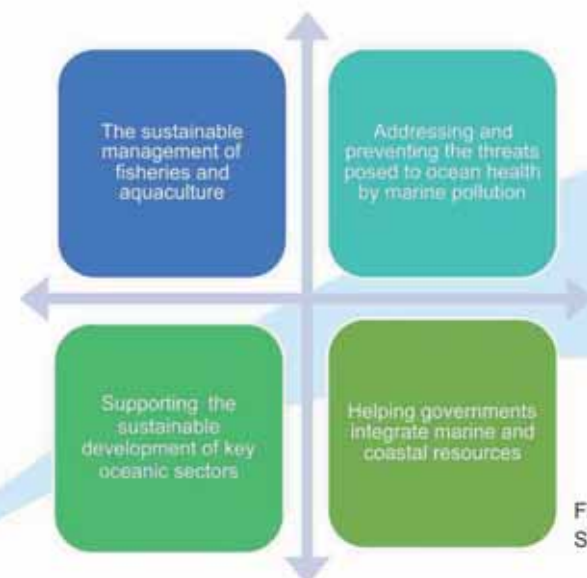 The sustainable
management of
fisheries and
aquaculture
Addressing and
preventing the threats
posed to ocean health
by marine pollution
Supporting the
sustainable
development of key
oceanic sectors
Helping governments
integrate marine and
coastal resources
F
S